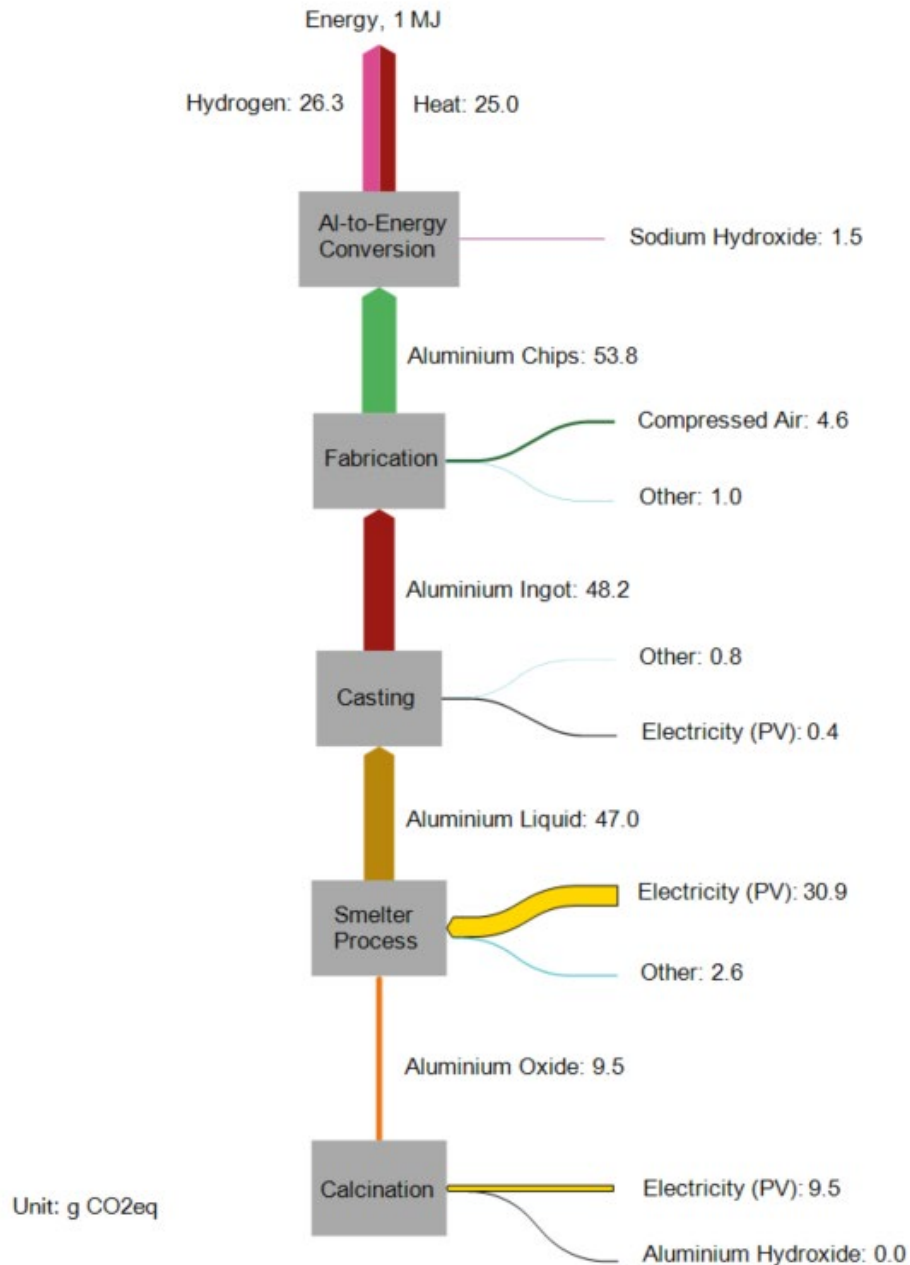 Energy, 1 MJ
Hydrogen: 26.3
Heat: 25.0
Al-to-Energy
Conversion
Sodium Hydroxide: 1.5
Aluminium Chips: 53.8
Compressed Air: 4.6
Fabrication
Other: 1.0
Aluminium Ingot: 48.2
Other: 0.8
Casting
Electricity (PV): 0.4
Aluminium Liquid: 47.0
Electricity (PV): 30.9
Smelter
Process
Other: 2.6
Aluminium Oxide: 9.5
Calcination
Electricity (PV): 9.5
Unit: g CO2eq
Aluminium Hydroxide: 0.0